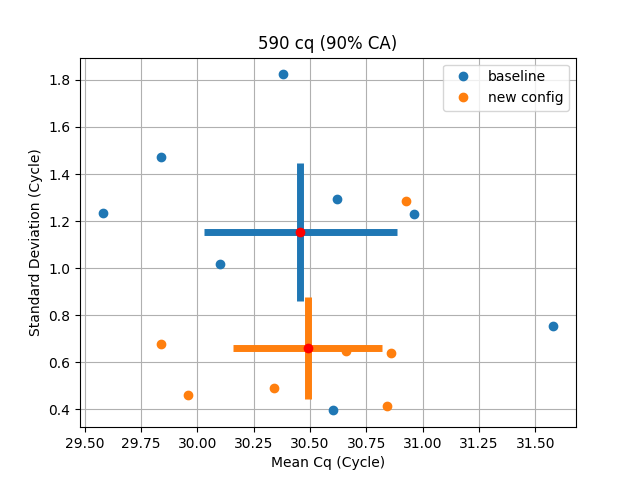 590 cq (90% CA)
baseline
new config
Standard Deviation (Cycle)
1.8
1.6
1.4
1.2
1.0
0.8
0.6
0.4
29.50 29.75 30.00 30.25 30.50 30.75 31.00 31.25 31.50
Mean Cq (Cycle)